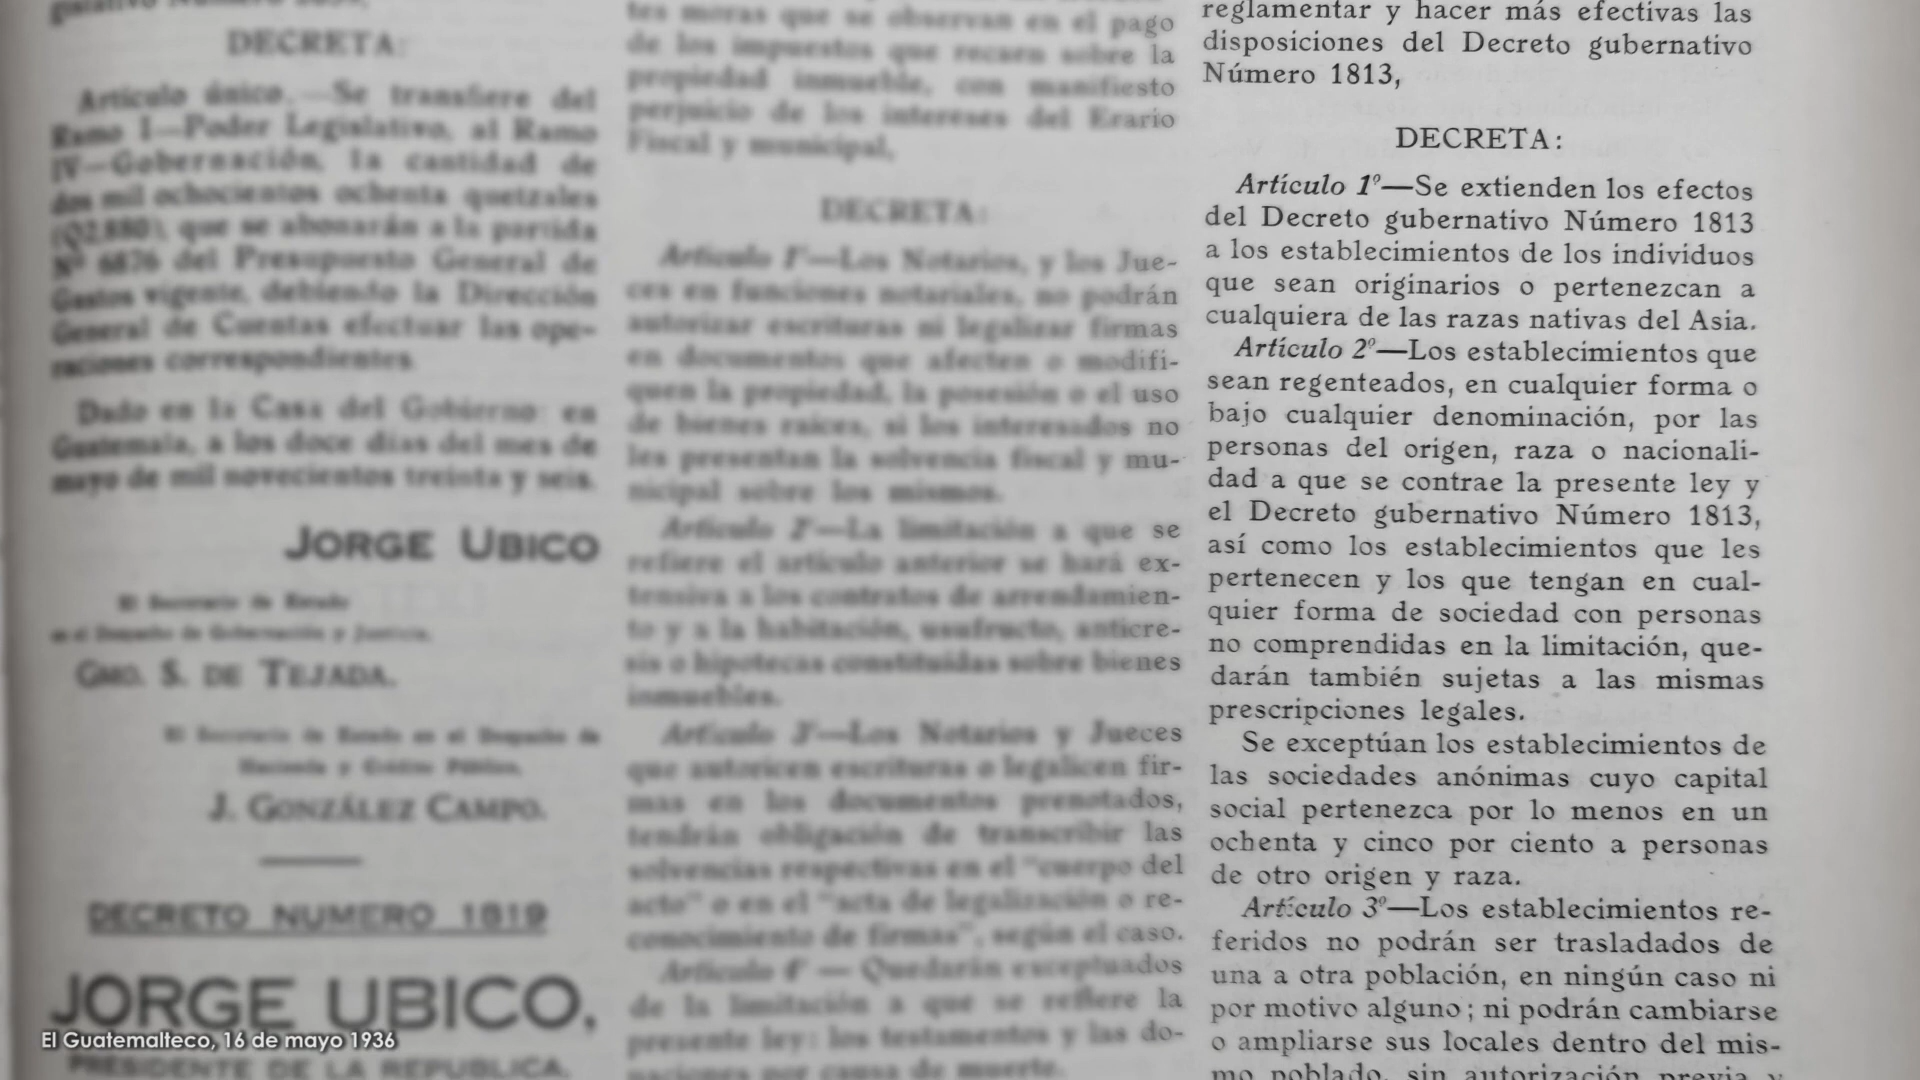 DECRETA:
Artículo único.—Se transfiere del
Ramo I—Poder Legislativo, al Ramo
IV—Gobernación, la cantidad de
dos mil ochocientos ochenta quetzales
(Q2,880), que se abonarán a la partida
Nº 6876 del Presupuesto General de
Gastos vigente, debiendo la Dirección
General de Cuentas efectuar las ope-
raciones correspondientes.
Dado en la Casa del Gobierno: en
Guatemala, a los doce días del mes de
mayo de mil novecientos treinta y seis.
JORGE UBICO
El Secretario de Estado
en el Despacho de Gobernación y Justicia,
GMO. S. DE TEJADA.
El Secretario de Estado en el Despacho de
Hacienda y Crédito Público,
J. GONZÁLEZ CAMPO.
DECRETO NUMERO 1819
JORGE UBICO,
PRESIDENTE DE LA REPUBLICA,
tes moras que se observan en el pago
de los impuestos que recaen sobre la
propiedad inmueble, con manifiesto
perjuicio de los intereses del Erario
Fiscal y municipal,
DECRETA:
Artículo 1º—Los Notarios, y los Jue-
ces en funciones notariales, no podrán
autorizar escrituras ni legalizar firmas
en documentos que afecten o modifi-
quen la propiedad, la posesión o el uso
de bienes raíces, si los interesados no
les presentan la solvencia fiscal y mu-
nicipal sobre los mismos.
Artículo 2º—La limitación a que se
refiere el artículo anterior se hará ex-
tensiva a los contratos de arrendamien-
to y a la habitación, usufructo, anticre-
sis o hipotecas constituidas sobre bienes
inmuebles.
Artículo 3º—Los Notarios y Jueces
que autoricen escrituras o legalicen fir-
mas en los documentos prenotados,
tendrán obligación de transcribir las
solvencias respectivas en el "cuerpo del
acto" o en el "acta de legalización o re-
conocimiento de firmas", según el caso.
Artículo 4º — Quedarán exceptuados
de la limitación a que se refiere la
presente ley: los testamentos y las do-
naciones por causa de muerte.
reglamentar y hacer más efectivas las
disposiciones del Decreto gubernativo
Número 1813,
DECRETA:
Artículo 1º—Se extienden los efectos
del Decreto gubernativo Número 1813
a los establecimientos de los individuos
que sean originarios o pertenezcan a
cualquiera de las razas nativas del Asia.
Artículo 2º—Los establecimientos que
sean regenteados, en cualquier forma o
bajo cualquier denominación, por las
personas del origen, raza o nacionali-
dad a que se contrae la presente ley y
el Decreto gubernativo Número 1813,
así como los establecimientos que les
pertenecen y los que tengan en cual-
quier forma de sociedad con personas
no comprendidas en la limitación, que-
darán también sujetas a las mismas
prescripciones legales.
Se exceptúan los establecimientos de
las sociedades anónimas cuyo capital
social pertenezca por lo menos en un
ochenta y cinco por ciento a personas
de otro origen y raza.
Artículo 3º—Los establecimientos re-
feridos no podrán ser trasladados de
una a otra población, en ningún caso ni
por motivo alguno; ni podrán cambiarse
o ampliarse sus locales dentro del mis-
mo poblado, sin autorización previa y
El Guatemalteco, 16 de mayo 1936